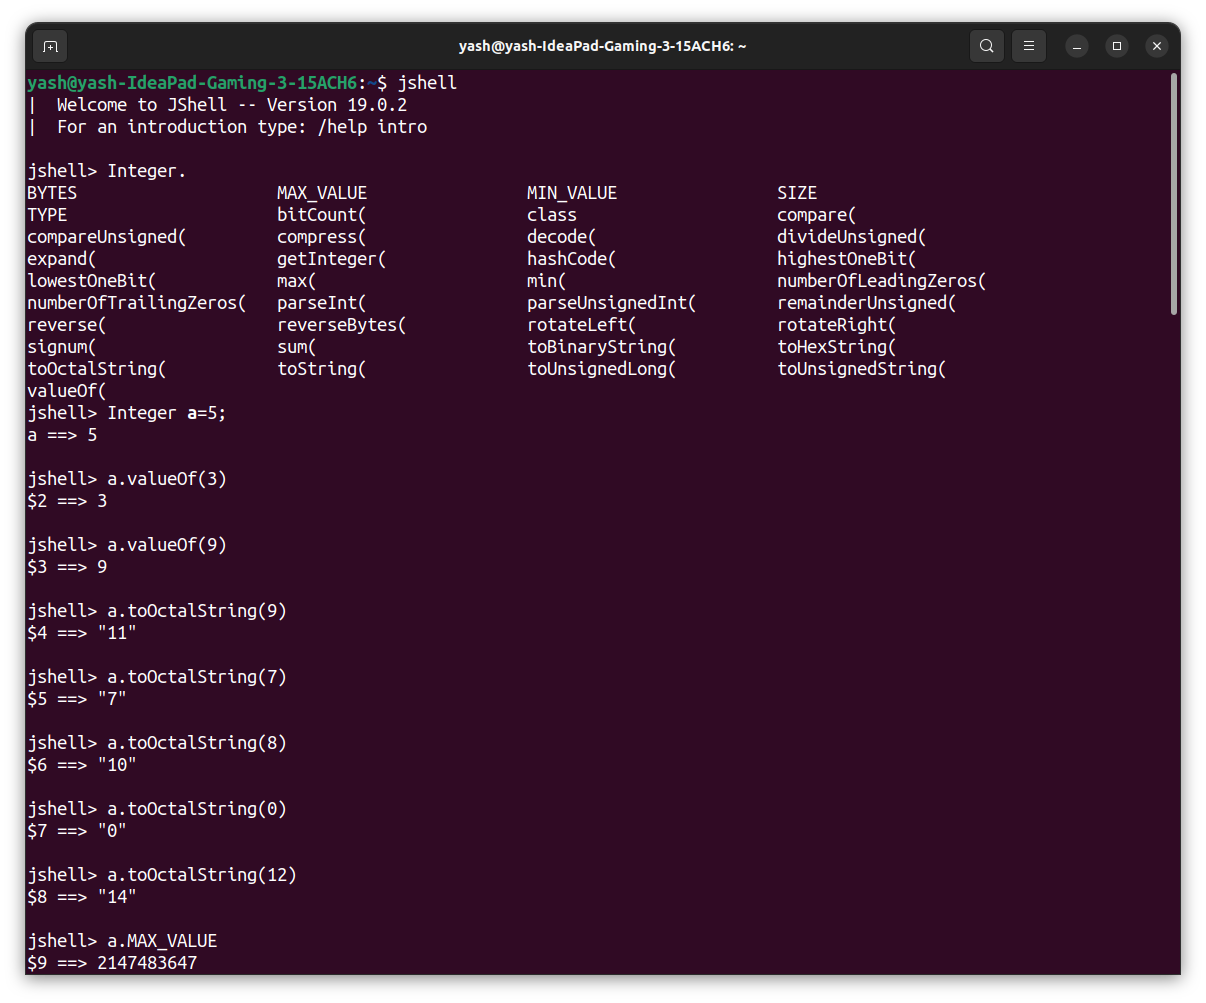 yash@yash-IdeaPad-Gaming-3-15ACH6: ~
yash@yash-IdeaPad-Gaming-3-15ACH6:~$ jshell
|  Welcome to JShell -- Version 19.0.2
|  For an introduction type: /help intro
jshell> Integer.
BYTES                    MAX_VALUE                MIN_VALUE                SIZE
TYPE                     bitCount(                class                    compare(
compareUnsigned(         compress(                decode(                  divideUnsigned(
expand(                  getInteger(              hashCode(                highestOneBit(
lowestOneBit(            max(                     min(                     numberOfLeadingZeros(
numberOfTrailingZeros(   parseInt(                parseUnsignedInt(        remainderUnsigned(
reverse(                 reverseBytes(            rotateLeft(              rotateRight(
signum(                  sum(                     toBinaryString(          toHexString(
toOctalString(           toString(                toUnsignedLong(          toUnsignedString(
valueOf(
jshell> Integer a=5;
a ==> 5
jshell> a.valueOf(3)
$2 ==> 3
jshell> a.valueOf(9)
$3 ==> 9
jshell> a.toOctalString(9)
$4 ==> "11"
jshell> a.toOctalString(7)
$5 ==> "7"
jshell> a.toOctalString(8)
$6 ==> "10"
jshell> a.toOctalString(0)
$7 ==> "0"
jshell> a.toOctalString(12)
$8 ==> "14"
jshell> a.MAX_VALUE
$9 ==> 2147483647